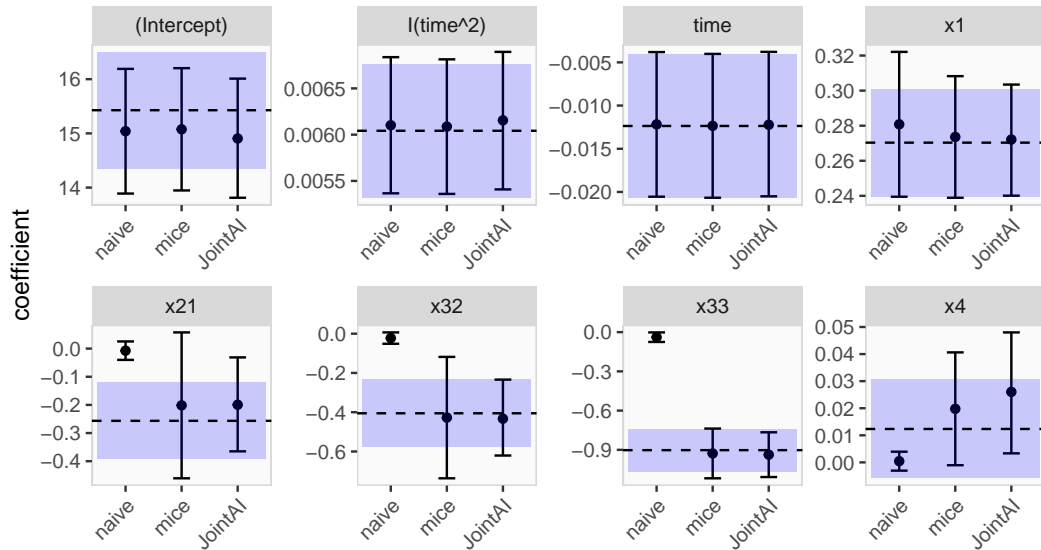 (Intercept)
I(time^2)
time
x1
16
15
14
0.0065
0.0060
0.0055
−0.005
−0.010
−0.015
−0.020
0.32
0.30
0.28
0.26
0.24
naive
mice
JointAI
naive
mice
JointAI
naive
mice
JointAI
naive
mice
JointAI
coefficient
x21
x32
x33
x4
0.0
−0.1
−0.2
−0.3
−0.4
0.0
−0.2
−0.4
−0.6
0.0
−0.3
−0.6
−0.9
0.05
0.04
0.03
0.02
0.01
0.00
naive
mice
JointAI
naive
mice
JointAI
naive
mice
JointAI
naive
mice
JointAI